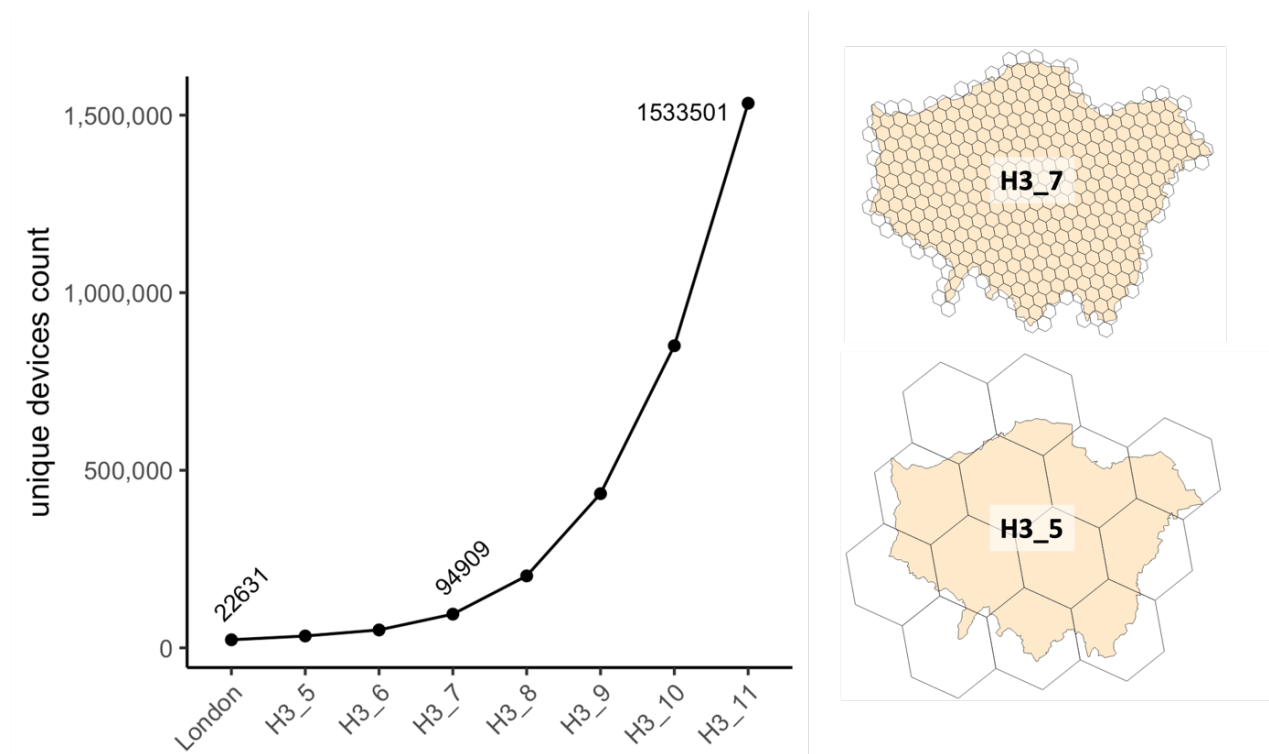 unique devices count
1,500,000
1,000,000
500,000
0
22631
94909
1533501
London
H3_5
H3_6
H3_7
H3_8
H3_9
H3_10
H3_11
H3_7
H3_5